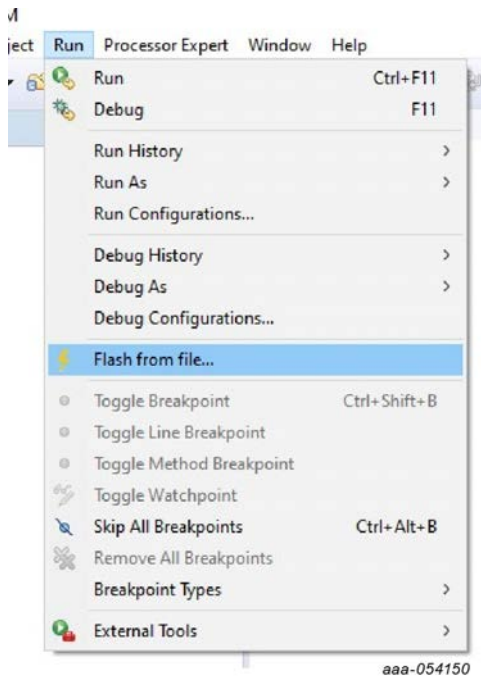 ject Run Processor Expert Window Help
Run Ctrl+F11
Debug F11
Run History
Run As
Run Configurations...
Debug History
Debug As
Debug Configurations...
Flash from file...
Toggle Breakpoint Ctrl+Shift+B
Toggle Line Breakpoint
Toggle Method Breakpoint
Toggle Watchpoint
Skip All Breakpoints Ctrl+Alt+B
Remove All Breakpoints
Breakpoint Types
External Tools
aaa-054150